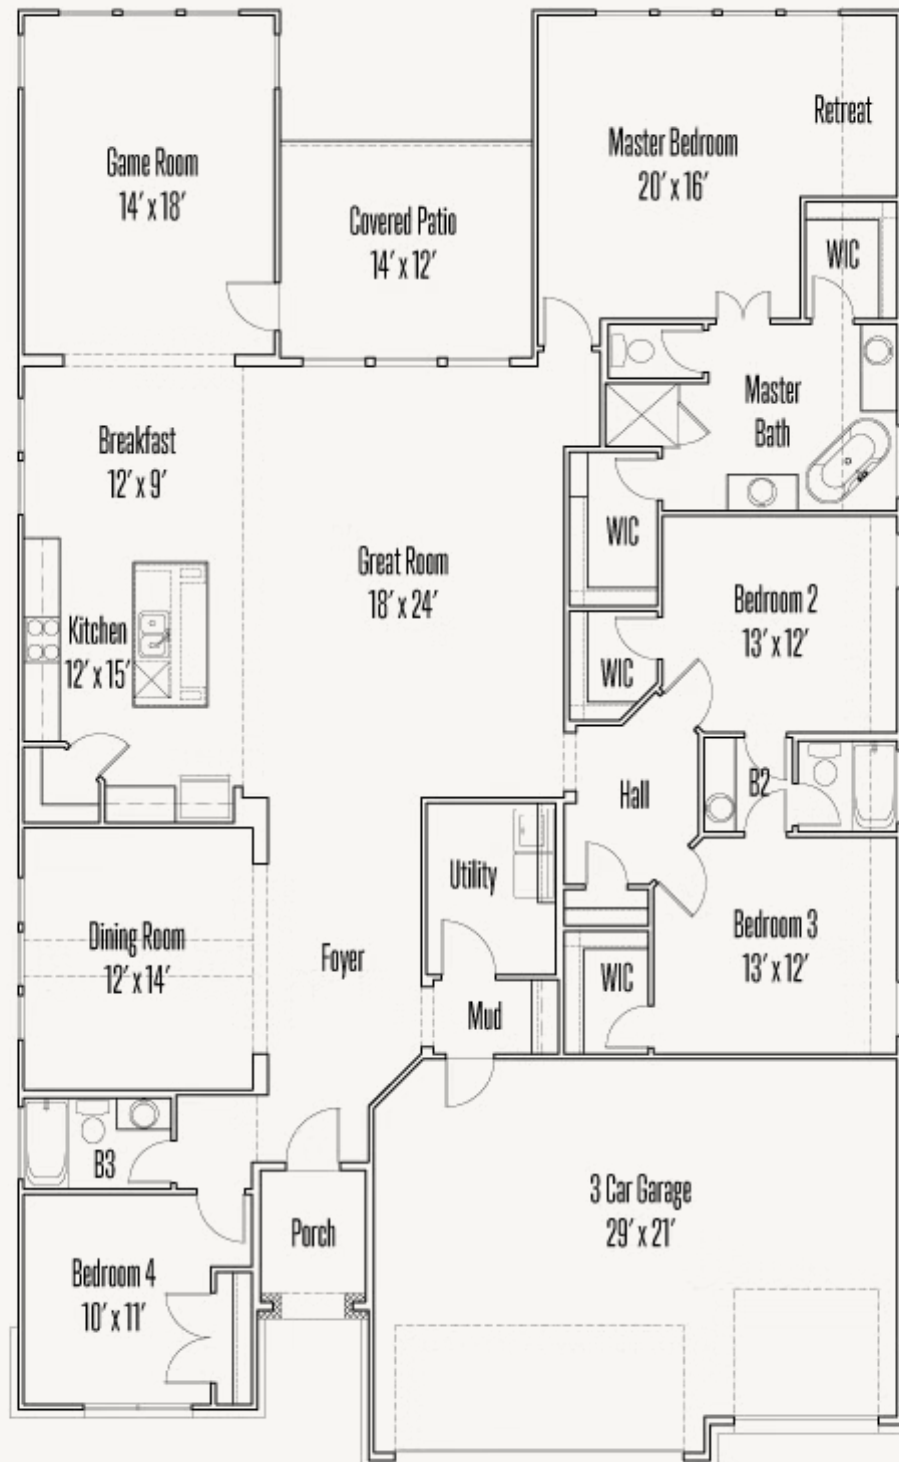 Game Room
14' x 18'
Covered Patio
14' x 12'
Master Bedroom
20' x 16'
Retreat
WIC
Master
Bath
Breakfast
12' x 9'
Great Room
18' x 24'
WIC
Kitchen
12' x 15'
Bedroom 2
13' x 12'
WIC
Hall
B2
Utility
Dining Room
12' x 14'
Foyer
Bedroom 3
13' x 12'
WIC
Mud
B3
3 Car Garage
29' x 21'
Porch
Bedroom 4
10' x 11'